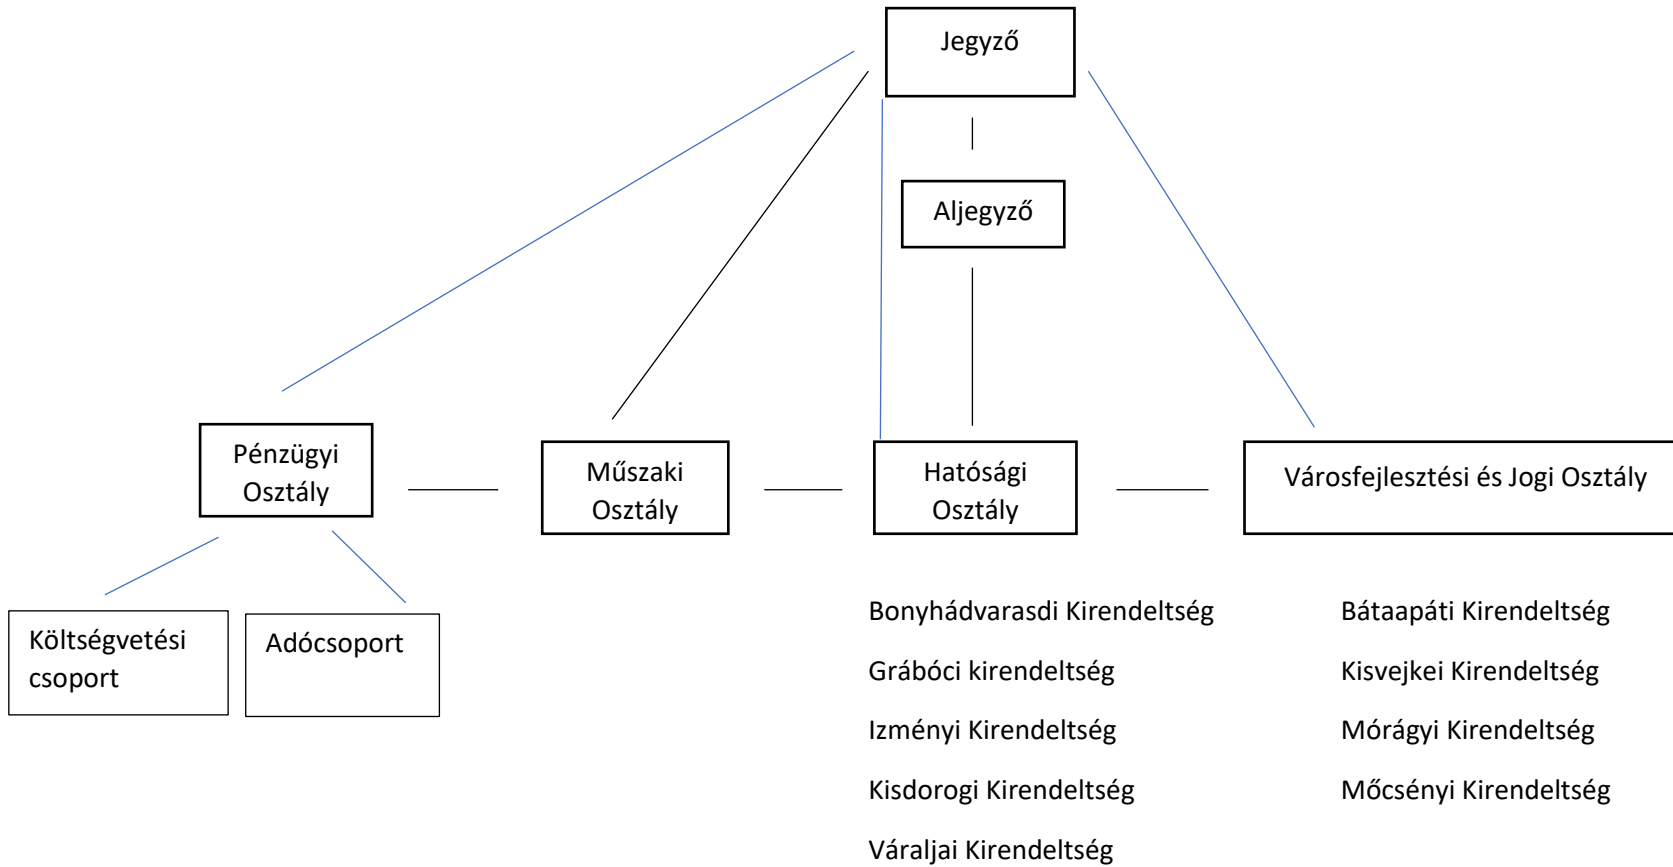 Jegyző
Aljegyző
Pénzügyi
Osztály
Műszaki
Osztály
Hatósági
Osztály
Városfejlesztési és Jogi Osztály
Költségvetési
csoport
Adócsoport
Bonyhádvarasdi Kirendeltség
Grábóci kirendeltség
Izményi Kirendeltség
Kisdorogi Kirendeltség
Váraljai Kirendeltség
Bátaapáti Kirendeltség
Kisvejkei Kirendeltség
Mórágyi Kirendeltség
Mőcsényi Kirendeltség